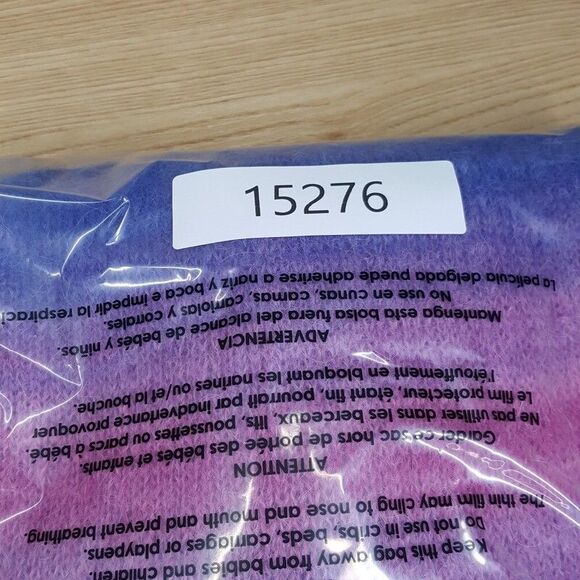 15276
Keep this bag away from babies and children.
Do not use in cribs, beds, carriages or playpens.
The thin film may cling to nose and mouth and prevent breathing.
ATTENTION
Garder ce sac hors de portée des bébés et enfants.
Ne pas utiliser dans les berceaux, lits, poussettes ou parcs à bébé.
Le film protecteur, étant fin, pourrait par inadvertance provoquer
l'étouffement en bloquant les narines ou/et la bouche.
ADVERTENCIA
Mantenga esta bolsa fuera del alcance de bebés y niños.
No use en cunas, camas, carriolas y corrales.
La película delgada puede adherirse a nariz y boca e impedir la respiraci